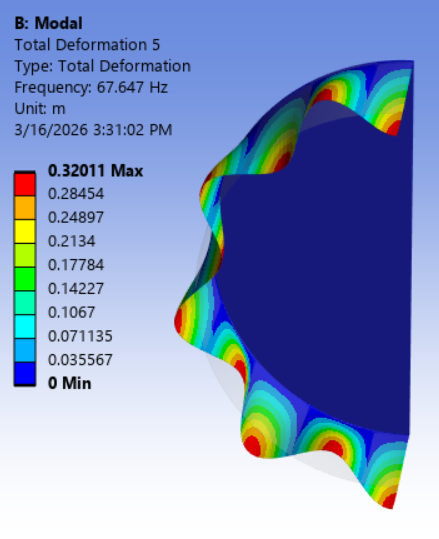 B: Modal
Total Deformation 5
Type: Total Deformation
Frequency: 67.647 Hz
Unit: m
3/16/2026 3:31:02 PM
0.32011 Max
0.28454
0.24897
0.2134
0.17784
0.14227
0.1067
0.071135
0.035567
0 Min